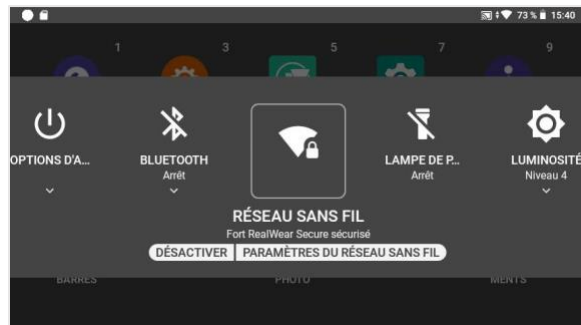 73 % 15:40
1 3 5 7 9
OPTIONS D'A...
BLUETOOTH
Arrêt
LAMPE DE P...
Arrêt
LUMINOSITÉ
Niveau 4
RÉSEAU SANS FIL
Fort RealWear Secure sécurisé
DÉSACTIVER PARAMÈTRES DU RÉSEAU SANS FIL
BARRES PHOTO MENTS